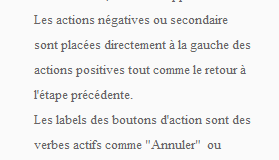 Les actions négatives ou secondaire
sont placées directement à la gauche des
actions positives tout comme le retour à
l'étape précédente.
Les labels des boutons d'action sont des
verbes actifs comme "Annuler" ou